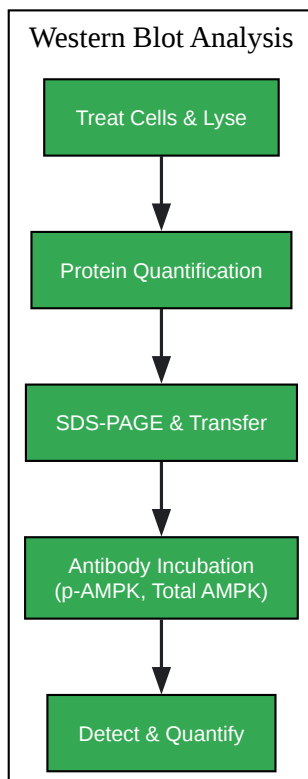 Western Blot Analysis
Treat Cells & Lyse
Protein Quantification
SDS-PAGE & Transfer
Antibody Incubation
(p-AMPK, Total AMPK)
Detect & Quantify